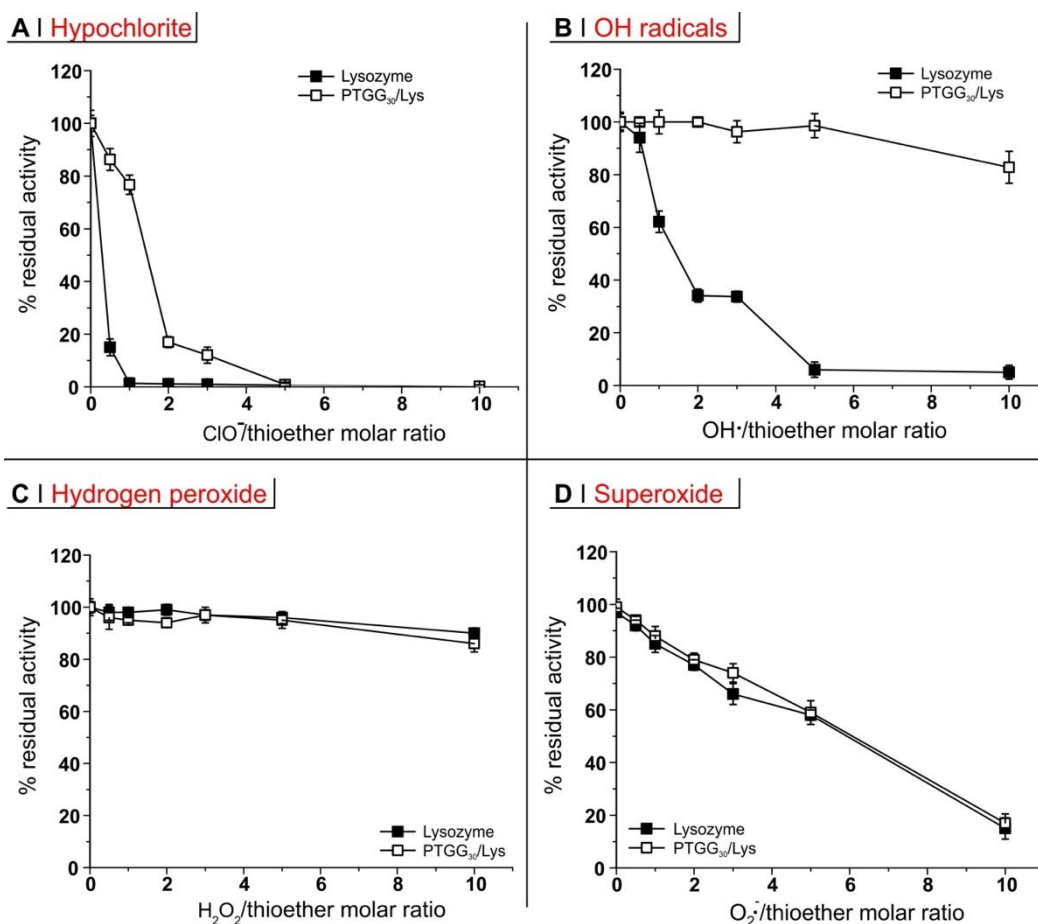 A | Hypochlorite
120
100
80
60
40
20
0
% residual activity
Lysozyme
PTGG₃₀/Lys
0 2 4 6 8 10
ClO⁻/thioether molar ratio
B | OH radicals
120
100
80
60
40
20
0
% residual activity
Lysozyme
PTGG₃₀/Lys
0 2 4 6 8 10
OH·/thioether molar ratio
C | Hydrogen peroxide
120
100
80
60
40
20
0
% residual activity
Lysozyme
PTGG₃₀/Lys
0 2 4 6 8 10
H₂O₂/thioether molar ratio
D | Superoxide
120
100
80
60
40
20
0
% residual activity
Lysozyme
PTGG₃₀/Lys
0 2 4 6 8 10
O₂·⁻/thioether molar ratio